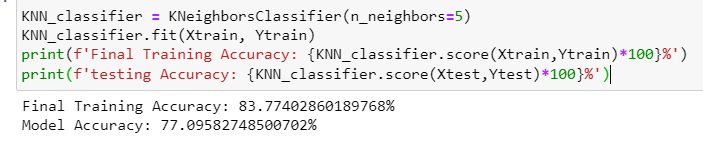 KNN_classifier = KNeighborsClassifier(n_neighbors=5)
KNN_classifier.fit(Xtrain, Ytrain)
print(f'Final Training Accuracy: {KNN_classifier.score(Xtrain,Ytrain)*100}%')
print(f'testing Accuracy: {KNN_classifier.score(Xtest,Ytest)*100}%')
Final Training Accuracy: 83.77402860189768%
Model Accuracy: 77.09582748500702%